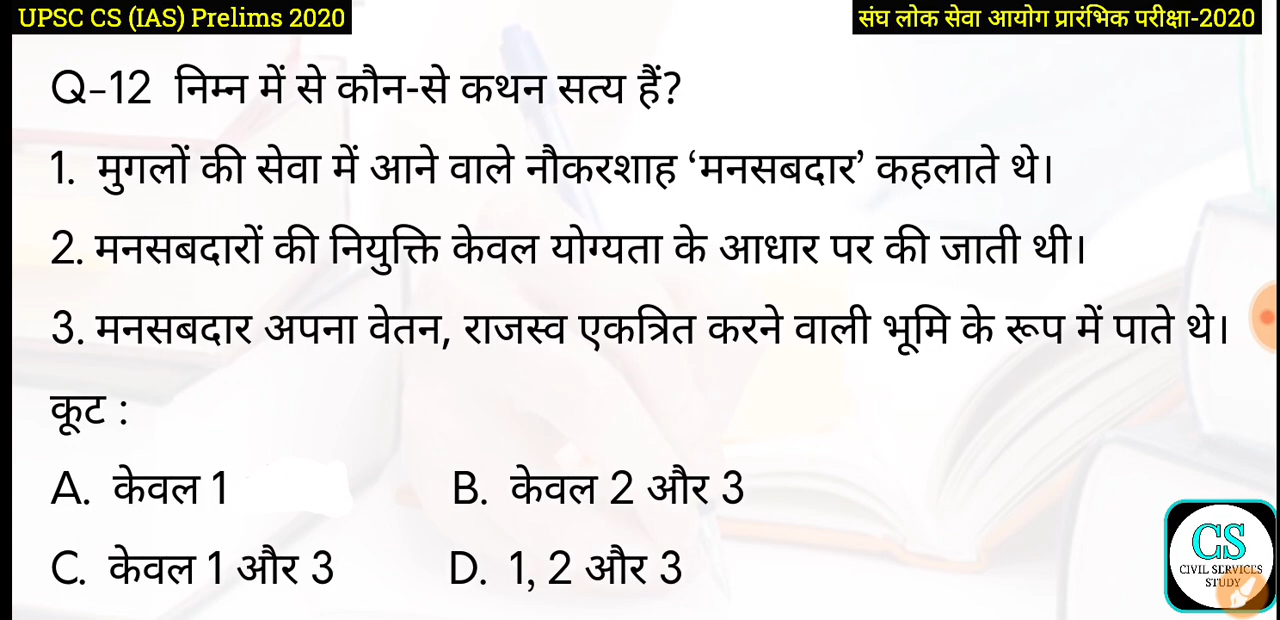 UPSC CS (IAS) Prelims 2020
संघ लोक सेवा आयोग प्रारंभिक परीक्षा-2020
Q-12 निम्न में से कौन-से कथन सत्य हैं?
1. मुगलों की सेवा में आने वाले नौकरशाह ‘मनसबदार’ कहलाते थे।
2. मनसबदारों की नियुक्ति केवल योग्यता के आधार पर की जाती थी।
3. मनसबदार अपना वेतन, राजस्व एकत्रित करने वाली भूमि के रूप में पाते थे।
कूट :
A. केवल 1 B. केवल 2 और 3
C. केवल 1 और 3 D. 1, 2 और 3
CS
CIVIL SERVICES
STUDY